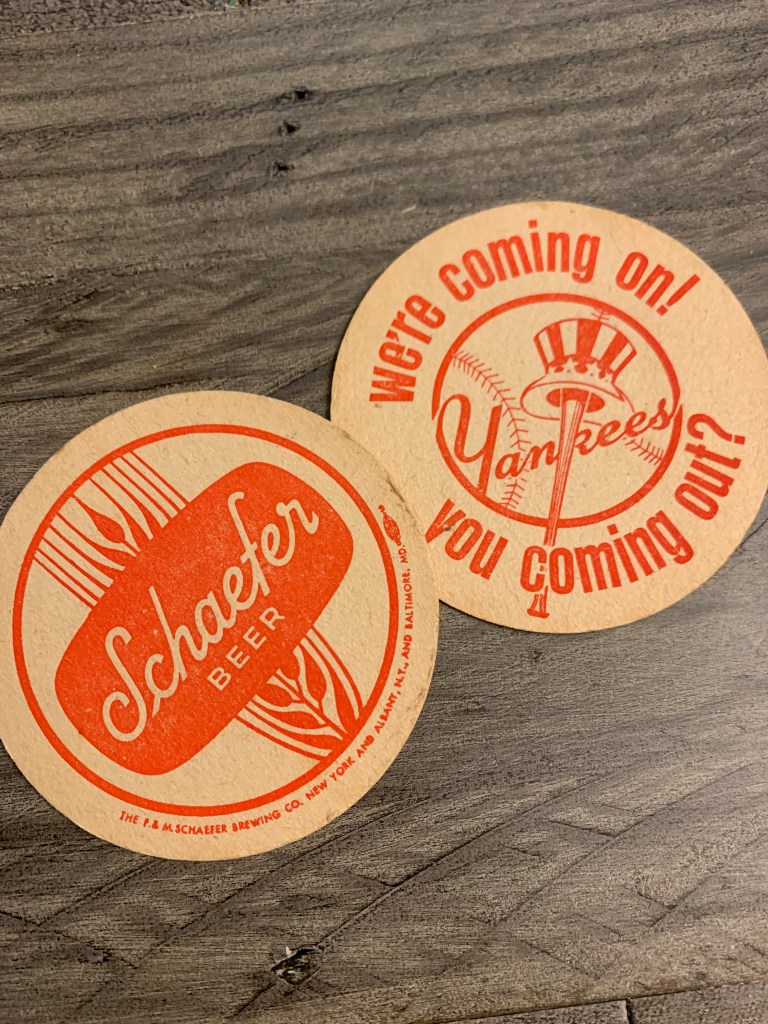 We're coming on!
Yankees
you coming out?
Schaefer
BEER
THE F. & M. SCHAEFER BREWING CO. NEW YORK AND ALBANY, N.Y., AND BALTIMORE, MD.